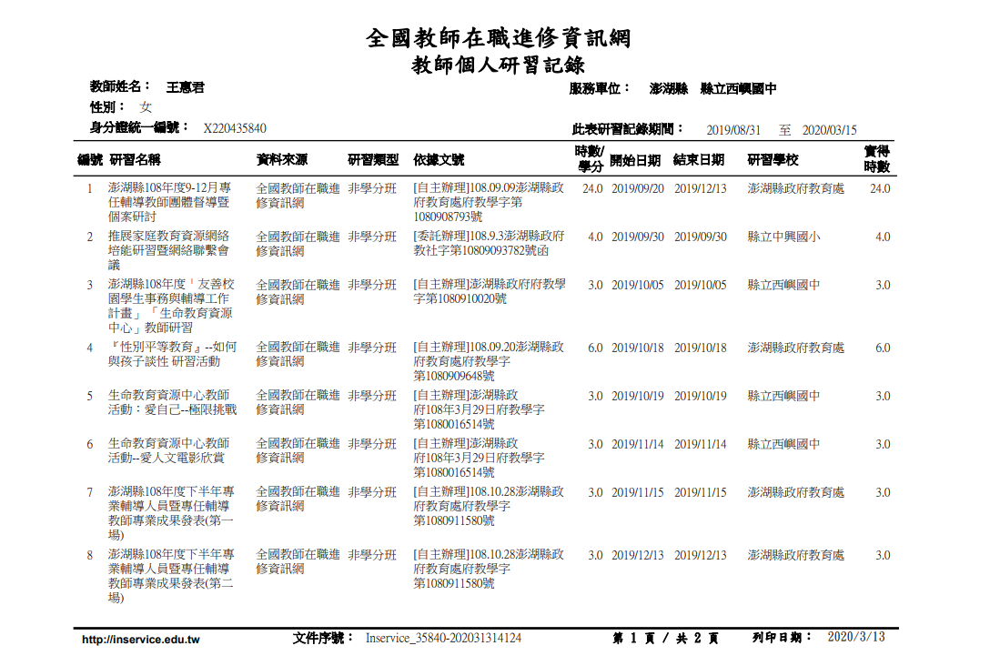 全國教師在職進修資訊網
教師個人研習記錄
教師姓名： 王惠君 服務單位： 澎湖縣 縣立西嶼國中
性別： 女
身分證統一編號： X220435840 此表研習記錄期間： 2019/08/31 至 2020/03/15
編號 研習名稱 資料來源 研習類型 依據文號 時數/學分 開始日期 結束日期 研習學校 實得時數
1 澎湖縣108年度9-12月專 全國教師在職進 非學分班 [自主辦理]108.09.09澎湖縣政 24.0 2019/09/20 2019/12/13 澎湖縣政府教育處 24.0
任輔導教師團體督導暨 修資訊網 府教育處府教學字第
個案研討 1080908793號
2 推展家庭教育資源網絡 全國教師在職進 非學分班 [委託辦理]108.9.3澎湖縣政府 4.0 2019/09/30 2019/09/30 縣立中興國小 4.0
培能研習暨網絡聯繫會 修資訊網 教社字第10809093782號函
議
3 澎湖縣108年度「友善校 全國教師在職進 非學分班 [自主辦理]澎湖縣政府府教學 3.0 2019/10/05 2019/10/05 縣立西嶼國中 3.0
園學生事務與輔導工作 修資訊網 字第1080910020號
計畫」「生命教育資源
中心」教師研習
4 『性別平等教育』--如何 全國教師在職進 非學分班 [自主辦理]108.09.20澎湖縣政 6.0 2019/10/18 2019/10/18 澎湖縣政府教育處 6.0
與孩子談性 研習活動 修資訊網 府教育處府教學字
第1080909648號
5 生命教育資源中心教師 全國教師在職進 非學分班 [自主辦理]澎湖縣政 3.0 2019/10/19 2019/10/19 縣立西嶼國中 3.0
活動：愛自己--極限挑戰 修資訊網 府108年3月29日府教學字
第1080016514號
6 生命教育資源中心教師 全國教師在職進 非學分班 [自主辦理]澎湖縣政 3.0 2019/11/14 2019/11/14 縣立西嶼國中 3.0
活動--愛人文電影欣賞 修資訊網 府108年3月29日府教學字
第1080016514號
7 澎湖縣108年度下半年專 全國教師在職進 非學分班 [自主辦理]108.10.28澎湖縣政 3.0 2019/11/15 2019/11/15 澎湖縣政府教育處 3.0
業輔導人員暨專任輔導 修資訊網 府教育處府教學字
教師專業成果發表(第一 第1080911580號
場)
8 澎湖縣108年度下半年專 全國教師在職進 非學分班 [自主辦理]108.10.28澎湖縣政 3.0 2019/12/13 2019/12/13 澎湖縣政府教育處 3.0
業輔導人員暨專任輔導 修資訊網 府教育處府教學字
教師專業成果發表(第二 第1080911580號
場)
http://inservice.edu.tw 文件序號： Inservice_35840-202031314124 第 1 頁 / 共 2 頁 列印日期： 2020/3/13